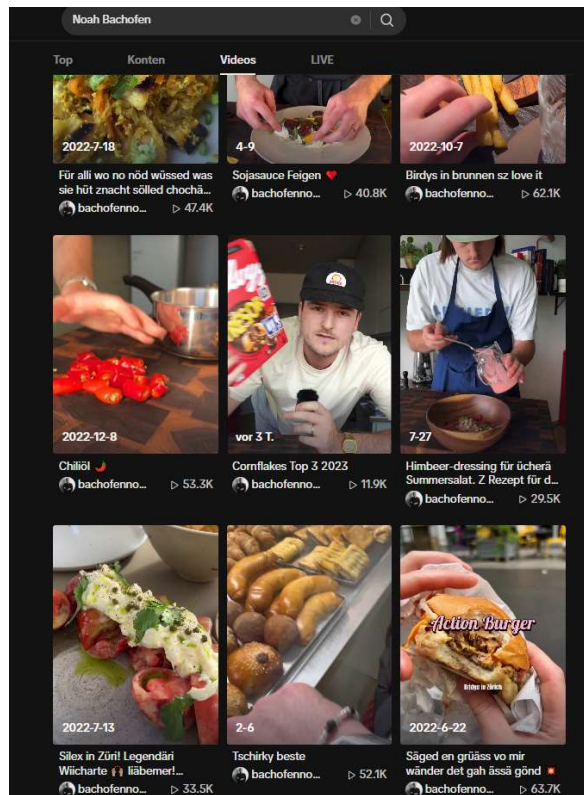 Noah Bachofen
Top Konten Videos LIVE
2022-7-18 4-9 2022-10-7
Für alli wo no nöd wüssed was
sie hüt znacht sölled chochä...
bachofenno... 47.4K
Sojasauce Feigen
bachofenno... 40.8K
Birdys in brunnen sz love it
bachofenno... 62.1K
2022-12-8 vor 3 T. 7-27
Chiliöl
bachofenno... 53.3K
Cornflakes Top 3 2023
bachofenno... 11.9K
Himbeer-dressing für ücherä
Summersalat. Z Rezept für d...
bachofenno... 29.5K
Action Burger
Bridys in Zürich
2022-7-13 2-6 2022-6-22
Silex in Züri! Legendäri
Wiicharte liäbemer!...
bachofenno... 33.5K
Tschirky beste
bachofenno... 52.1K
Säged en grüäss vo mir
wänder det gah ässä gönd
bachofenno... 63.7K